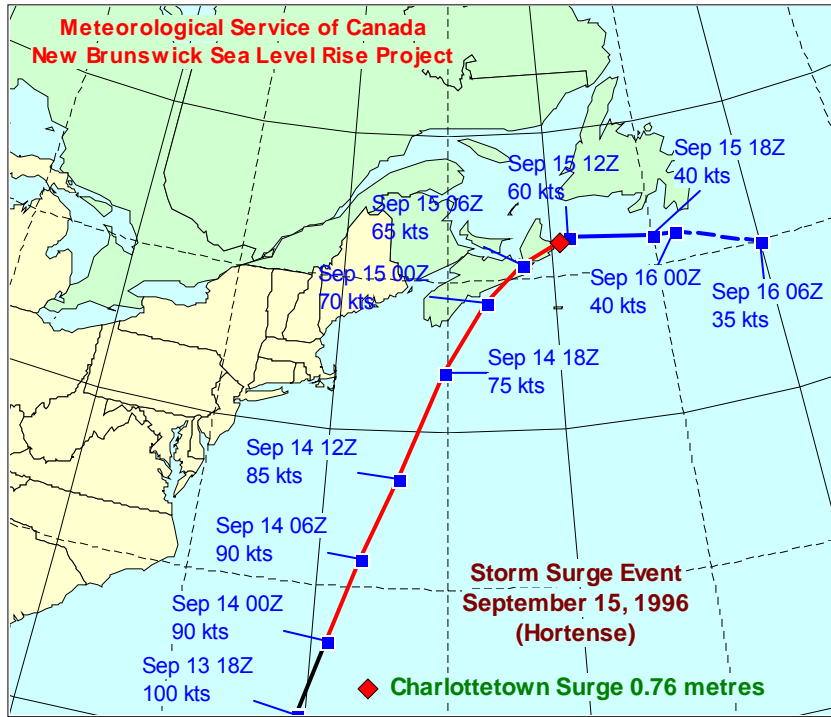 Meteorological Service of Canada
New Brunswick Sea Level Rise Project
Sep 15 12Z
60 kts
Sep 15 18Z
40 kts
Sep 15 06Z
65 kts
Sep 15 00Z
70 kts
Sep 16 00Z
40 kts
Sep 16 06Z
35 kts
Sep 14 18Z
75 kts
Sep 14 12Z
85 kts
Sep 14 06Z
90 kts
Sep 14 00Z
90 kts
Sep 13 18Z
100 kts
Storm Surge Event
September 15, 1996
(Hortense)
Charlottetown Surge 0.76 metres